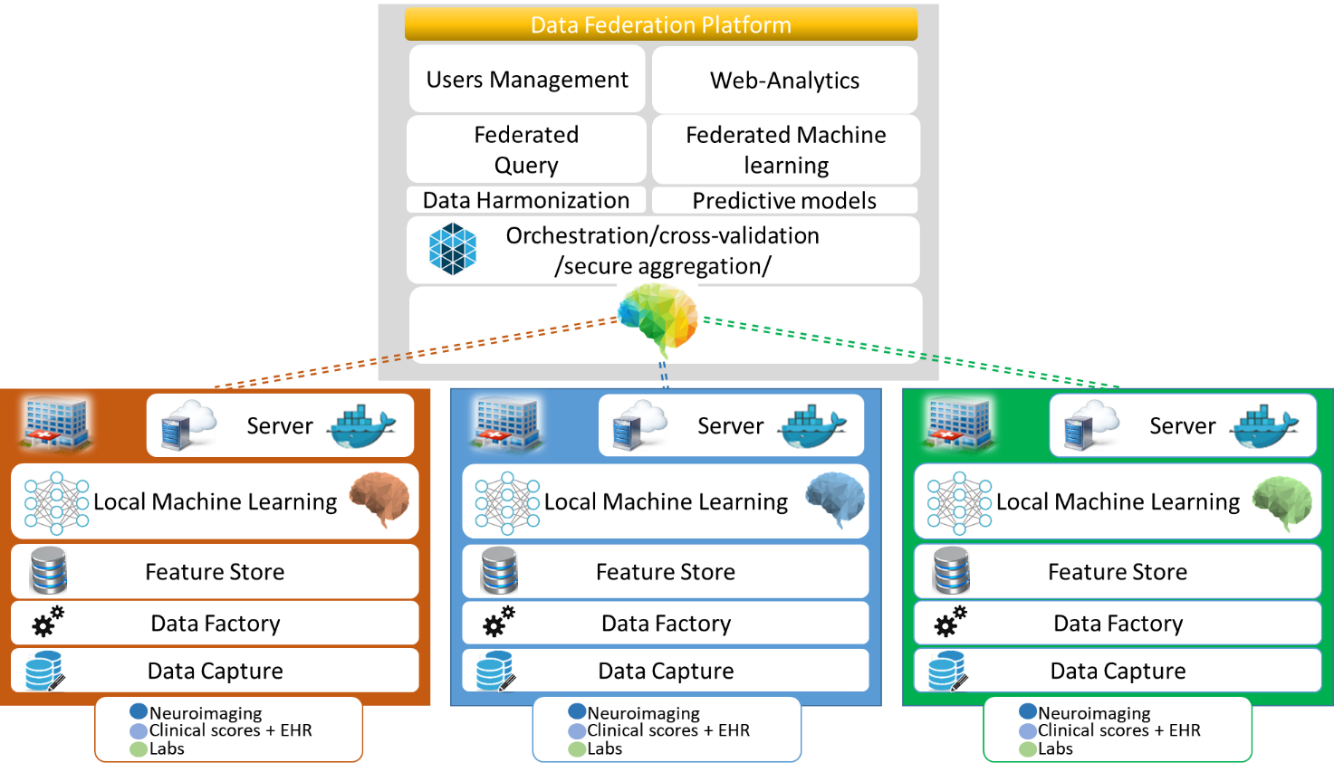 Data Federation Platform
Users Management
Web-Analytics
Federated
Query
Federated Machine
learning
Data Harmonization
Predictive models
Orchestration/cross-validation
/secure aggregation/
Server
Local Machine Learning
Feature Store
Data Factory
Data Capture
Neuroimaging
Clinical scores + EHR
Labs
Server
Local Machine Learning
Feature Store
Data Factory
Data Capture
Neuroimaging
Clinical scores + EHR
Labs
Server
Local Machine Learning
Feature Store
Data Factory
Data Capture
Neuroimaging
Clinical scores + EHR
Labs